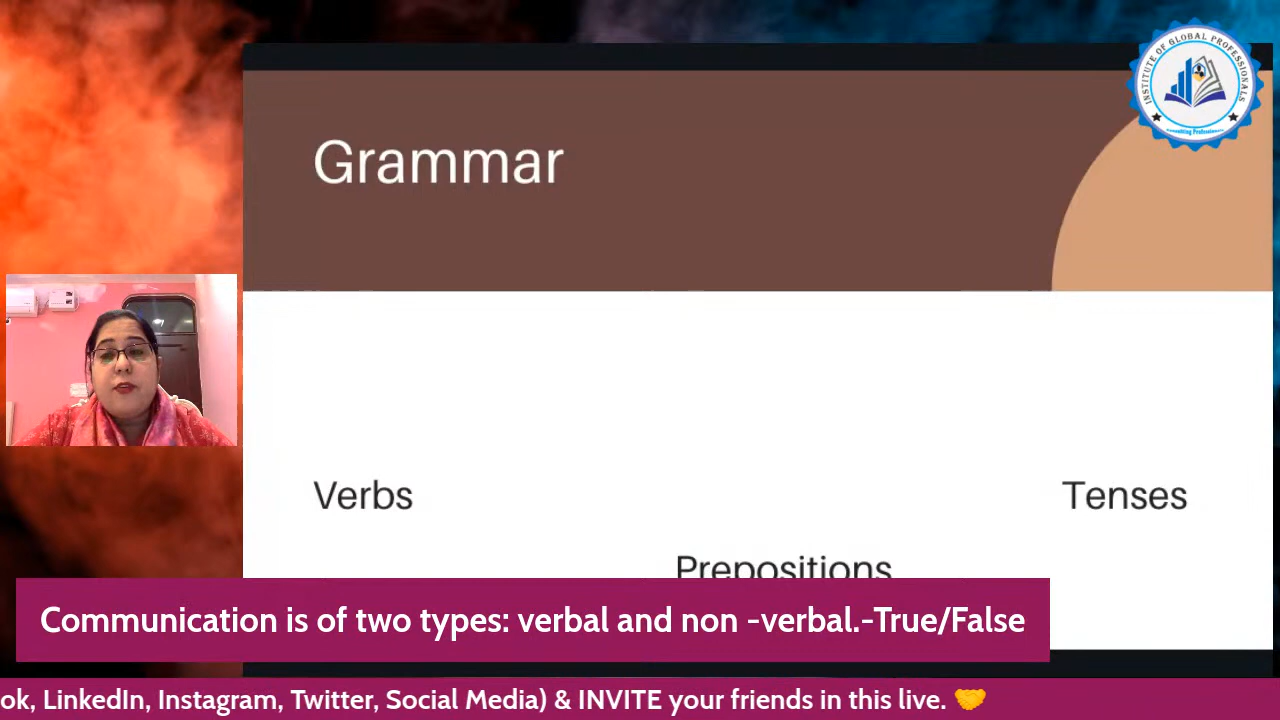 INSTITUTE OF GLOBAL PROFESSIONALS
Grammar
Verbs
Tenses
Prepositions
Communication is of two types: verbal and non -verbal.-True/False
ok, LinkedIn, Instagram, Twitter, Social Media) & INVITE your friends in this live. 🤝